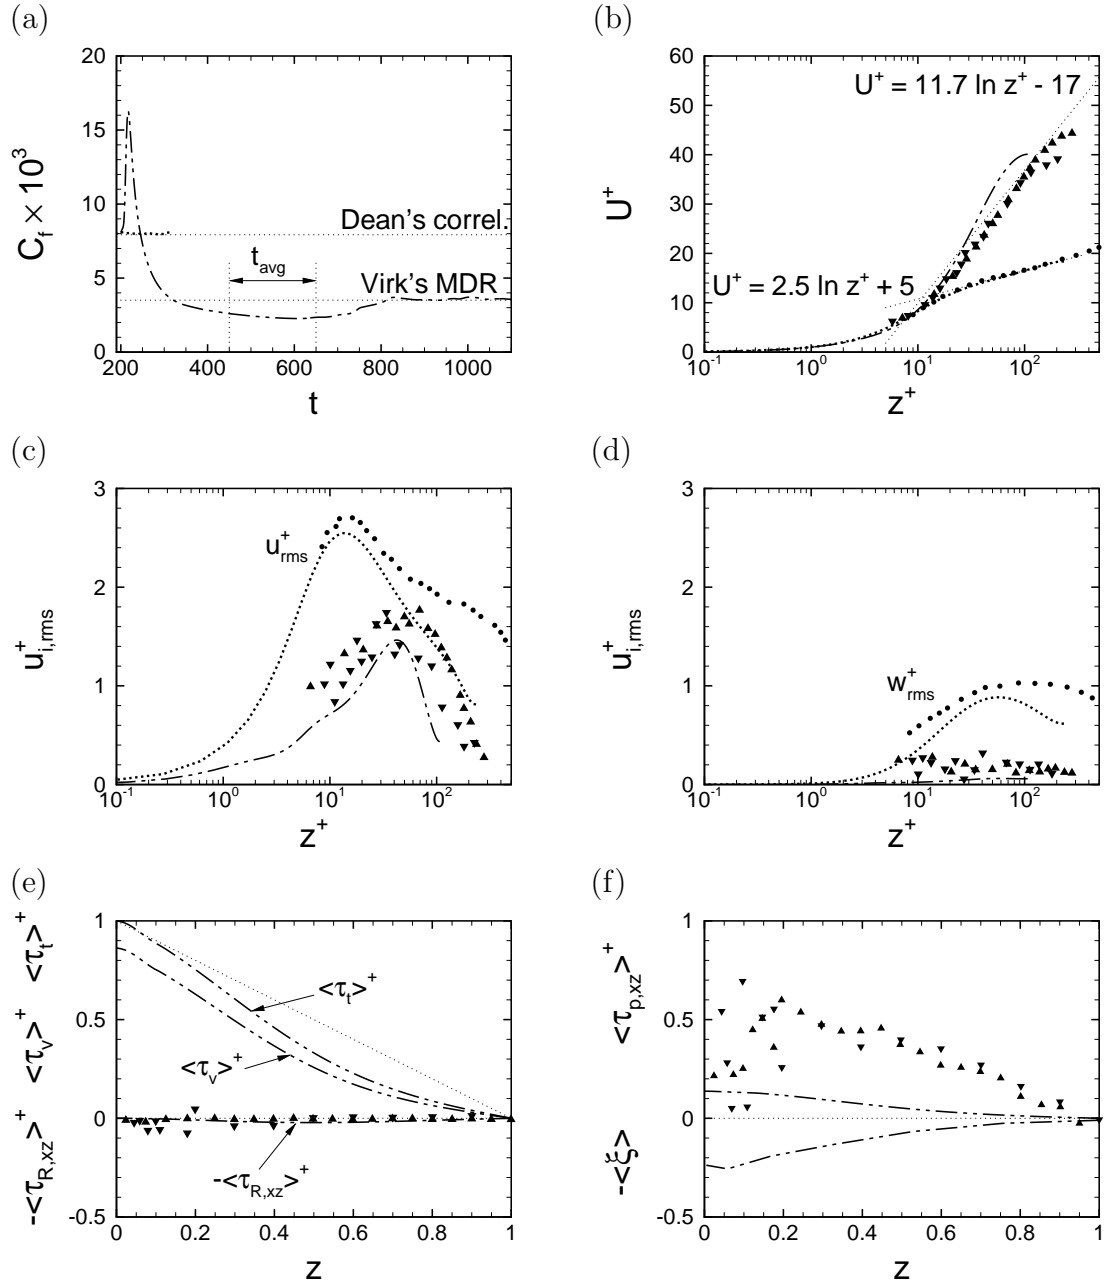 (a)
20
15
10
5
0
200 400 600 800 1000
t
C_f × 10^3
Dean's correl.
t_avg
Virk's MDR
(b)
60
50
40
30
20
10
0
10^-1 10^0 10^1 10^2
z^+
U^+
U^+ = 11.7 ln z^+ - 17
U^+ = 2.5 ln z^+ + 5
(c)
3
2
1
0
10^-1 10^0 10^1 10^2
z^+
u^+_i,rms
u^+_rms
(d)
3
2
1
0
10^-1 10^0 10^1 10^2
z^+
u^+_i,rms
w^+_rms
(e)
1
0.5
0
-0.5
0 0.2 0.4 0.6 0.8 1
z
-<τ_R,xz>^+ <τ_v>^+ <τ_t>^+
<τ_t>^+
<τ_v>^+
-<τ_R,xz>^+
(f)
1
0.5
0
-0.5
0 0.2 0.4 0.6 0.8 1
z
-<ξ> <τ_p,xz>^+